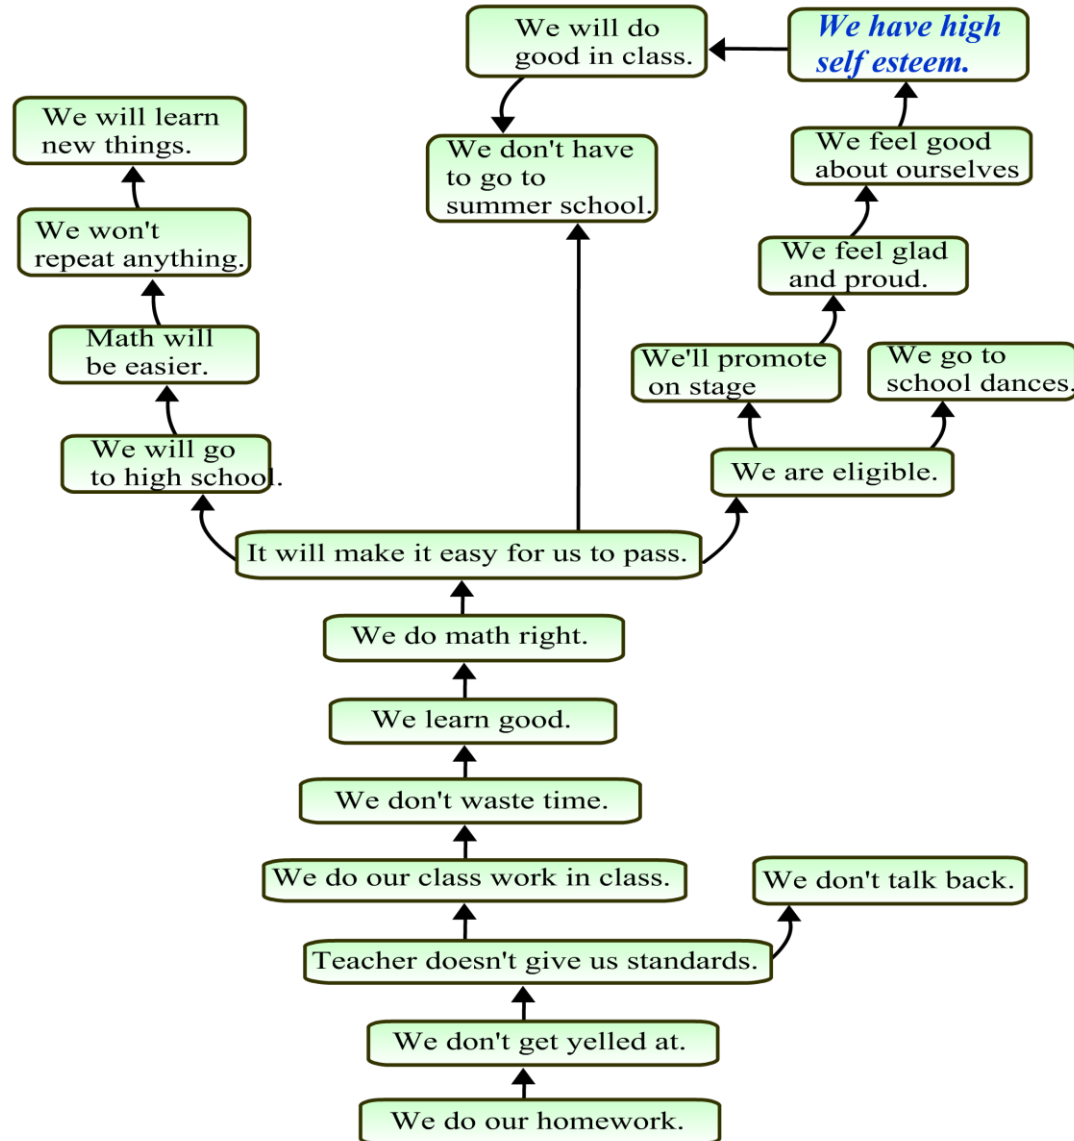 We will do
good in class.
We have high
self esteem.
We will learn
new things.
We don't have
to go to
summer school.
We feel good
about ourselves
We won't
repeat anything.
We feel glad
and proud.
Math will
be easier.
We'll promote
on stage
We go to
school dances.
We will go
to high school.
We are eligible.
It will make it easy for us to pass.
We do math right.
We learn good.
We don't waste time.
We do our class work in class.
We don't talk back.
Teacher doesn't give us standards.
We don't get yelled at.
We do our homework.